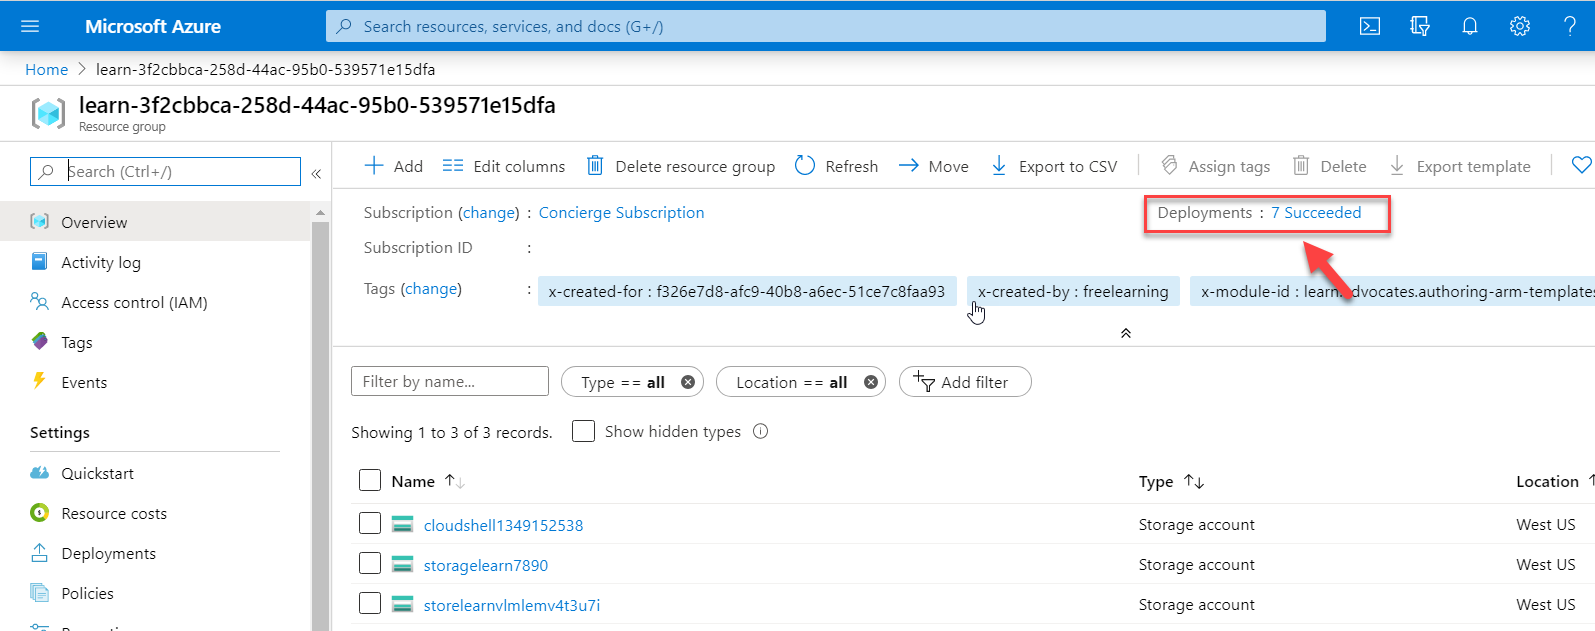 Microsoft Azure
Search resources, services, and docs (G+/)
Home > learn-3f2cbbca-258d-44ac-95b0-539571e15dfa
learn-3f2cbbca-258d-44ac-95b0-539571e15dfa
Resource group
Search (Ctrl+/) «
Add Edit columns Delete resource group Refresh Move Export to CSV Assign tags Delete Export template
Overview
Activity log
Access control (IAM)
Tags
Events
Settings
Quickstart
Resource costs
Deployments
Policies
Subscription (change) : Concierge Subscription
Deployments : 7 Succeeded
Subscription ID :
Tags (change) : x-created-for : f326e7d8-afc9-40b8-a6ec-51ce7c8faa93 x-created-by : freelearning x-module-id : learn.advocates.authoring-arm-templates
Filter by name... Type == all Location == all Add filter
Showing 1 to 3 of 3 records. Show hidden types
Name ↑↓ Type ↑↓ Location ↑
cloudshell1349152538 Storage account West US
storagelearn7890 Storage account West US
storelearnvlmlemv4t3u7i Storage account West US